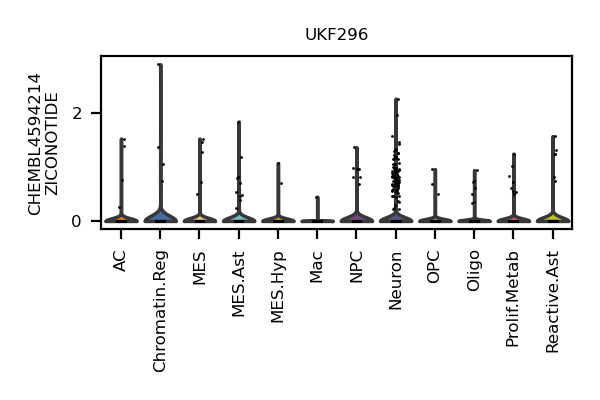 UKF296
CHEMBL4594214
ZICONOTIDE
2
0
AC
Chromatin.Reg
MES
MES.Ast
MES.Hyp
Mac
NPC
Neuron
OPC
Oligo
Prolif.Metab
Reactive.Ast